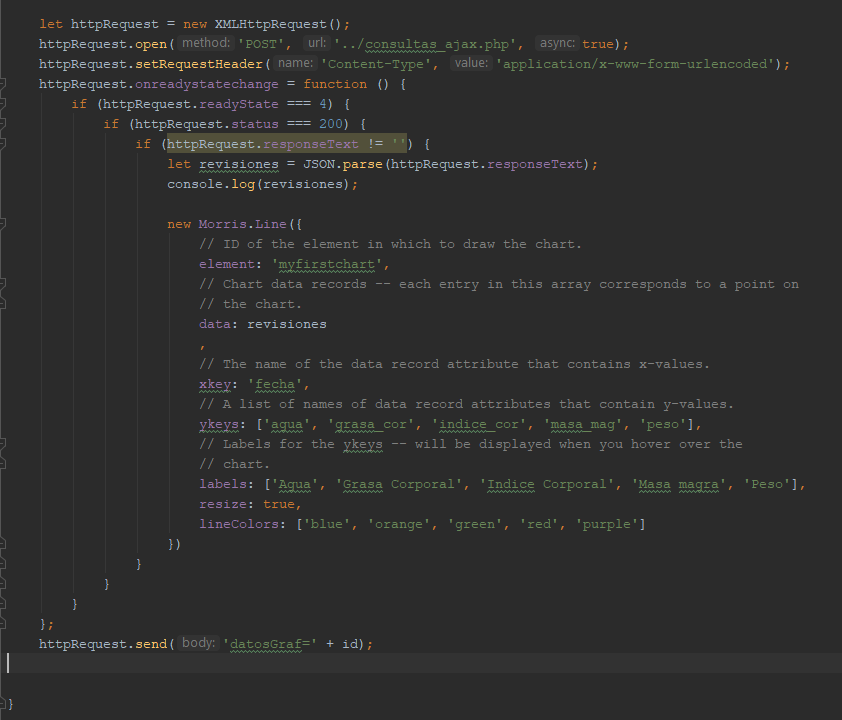 let httpRequest = new XMLHttpRequest();
httpRequest.open( method: 'POST', url: '../consultas_ajax.php', async: true);
httpRequest.setRequestHeader( name: 'Content-Type', value: 'application/x-www-form-urlencoded');
httpRequest.onreadystatechange = function () {
if (httpRequest.readyState === 4) {
if (httpRequest.status === 200) {
if (httpRequest.responseText != '') {
let revisiones = JSON.parse(httpRequest.responseText);
console.log(revisiones);
new Morris.Line({
// ID of the element in which to draw the chart.
element: 'myfirstchart',
// Chart data records -- each entry in this array corresponds to a point on
// the chart.
data: revisiones
,
// The name of the data record attribute that contains x-values.
xkey: 'fecha',
// A list of names of data record attributes that contain y-values.
ykeys: ['agua', 'grasa_cor', 'indice_cor', 'masa_mag', 'peso'],
// Labels for the ykeys -- will be displayed when you hover over the
// chart.
labels: ['Agua', 'Grasa Corporal', 'Indice Corporal', 'Masa magra', 'Peso'],
resize: true,
lineColors: ['blue', 'orange', 'green', 'red', 'purple']
})
}
}
}
};
httpRequest.send( body: 'datosGraf=' + id);
}